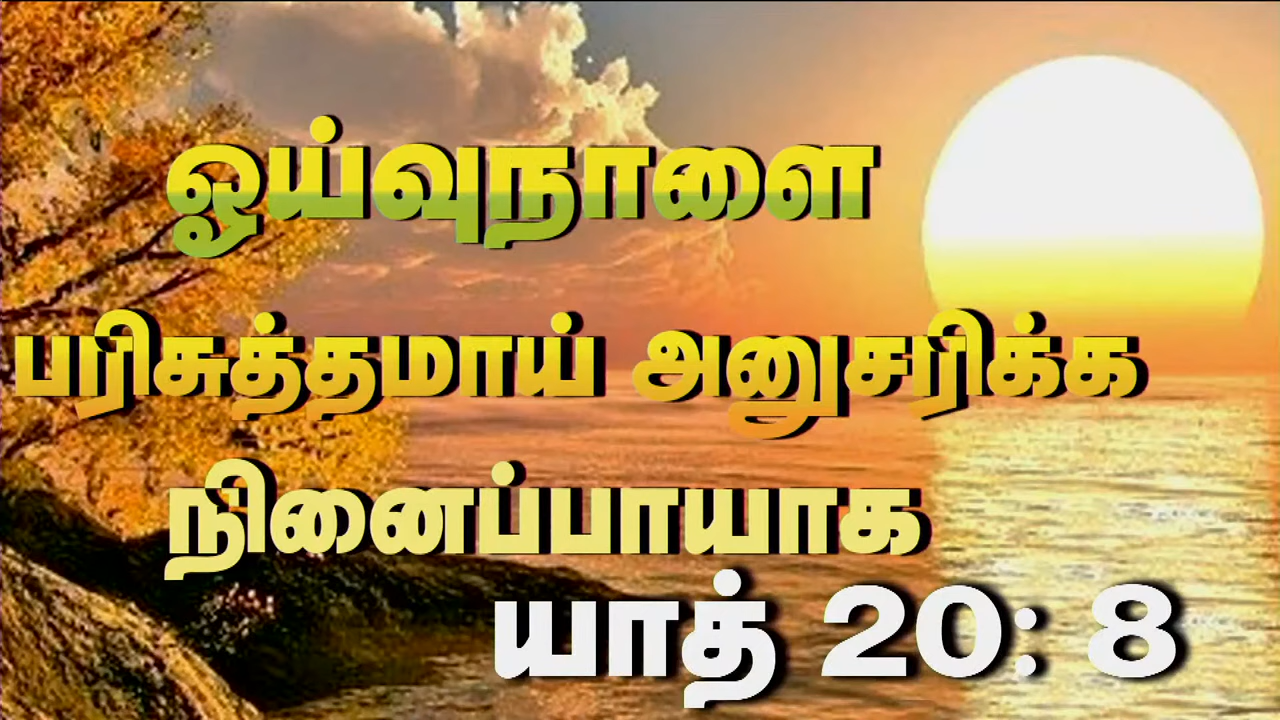 ஓய்வுநாளை
பரிசுத்தமாய் அனுசரிக்க
நினைப்பாயாக
யாத் 20: 8